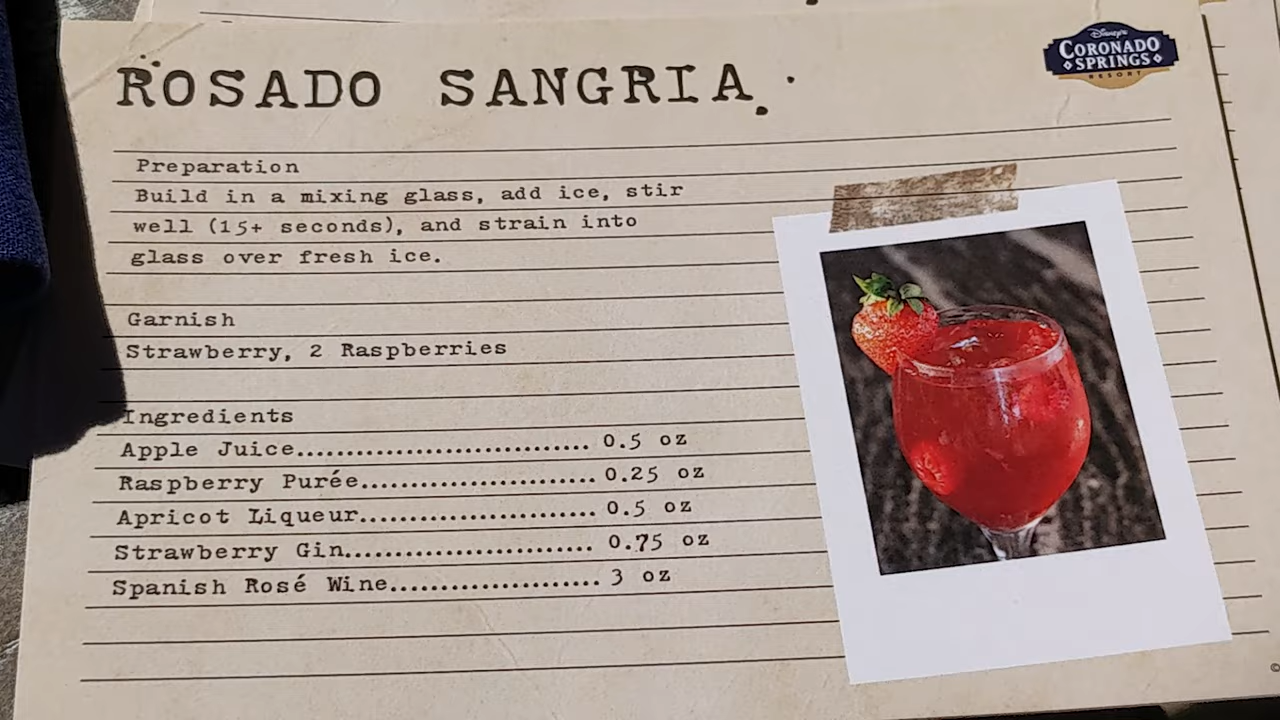 ROSADO SANGRIA
Disney's
CORONADO
SPRINGS
RESORT
Preparation
Build in a mixing glass, add ice, stir
well (15+ seconds), and strain into
glass over fresh ice.
Garnish
Strawberry, 2 Raspberries
Ingredients
Apple Juice............................ 0.5 oz
Raspberry Purée....................... 0.25 oz
Apricot Liqueur....................... 0.5 oz
Strawberry Gin........................ 0.75 oz
Spanish Rosé Wine.................... 3 oz
©